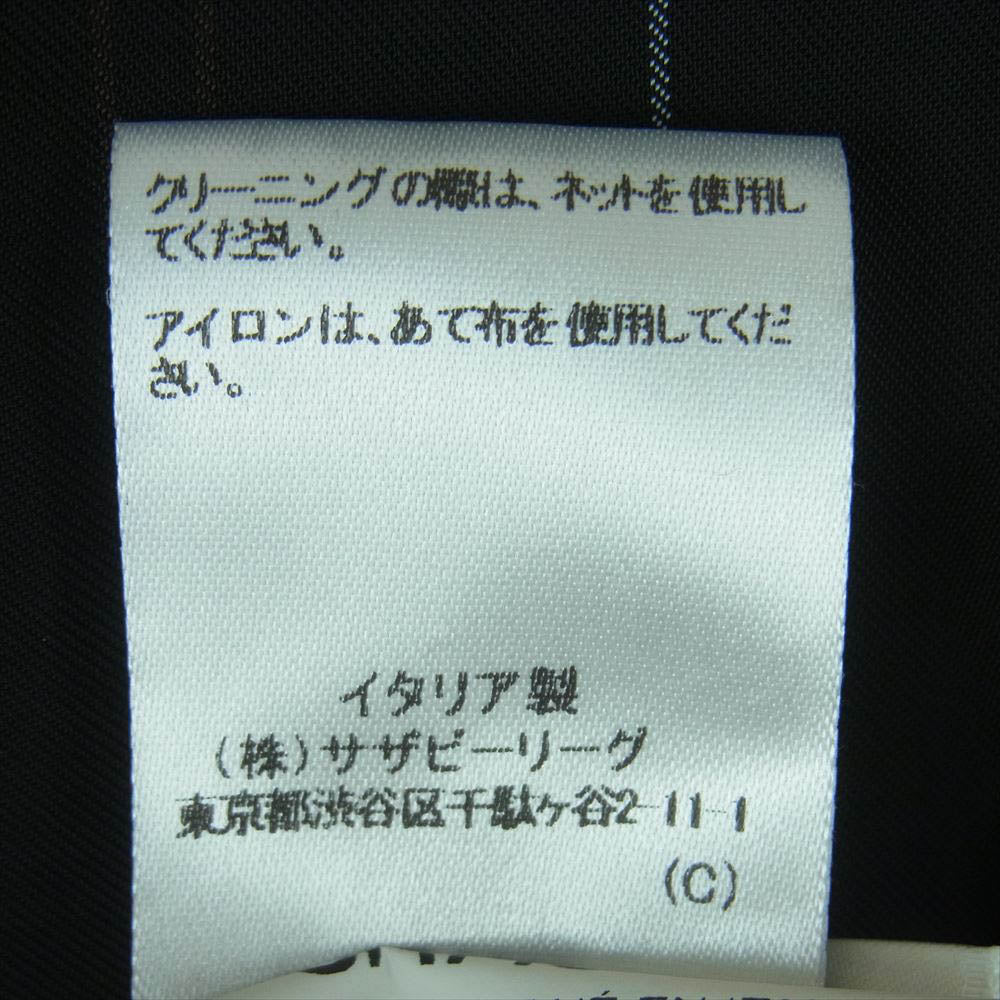 クリーニングの際は、ネットを使用し
てください。
アイロンは、あて布を使用してくだ
さい。
イタリア製
(株)サザビーリーグ
東京都渋谷区千駄ヶ谷2-11-1
(C)